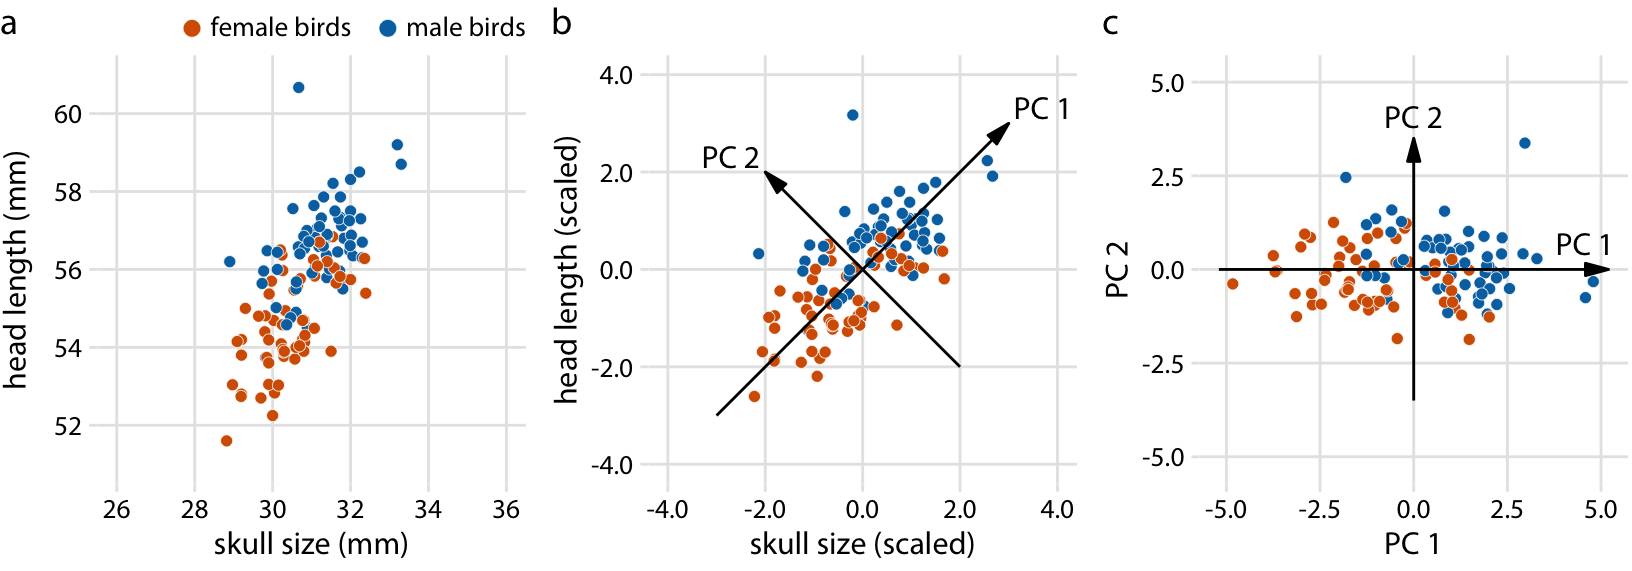 a
female birds
male birds
head length (mm)
60
58
56
54
52
26 28 30 32 34 36
skull size (mm)
b
head length (scaled)
4.0
2.0
0.0
-2.0
-4.0
PC 1
PC 2
-4.0 -2.0 0.0 2.0 4.0
skull size (scaled)
c
PC 2
5.0
2.5
0.0
-2.5
-5.0
PC 2
PC 1
-5.0 -2.5 0.0 2.5 5.0
PC 1